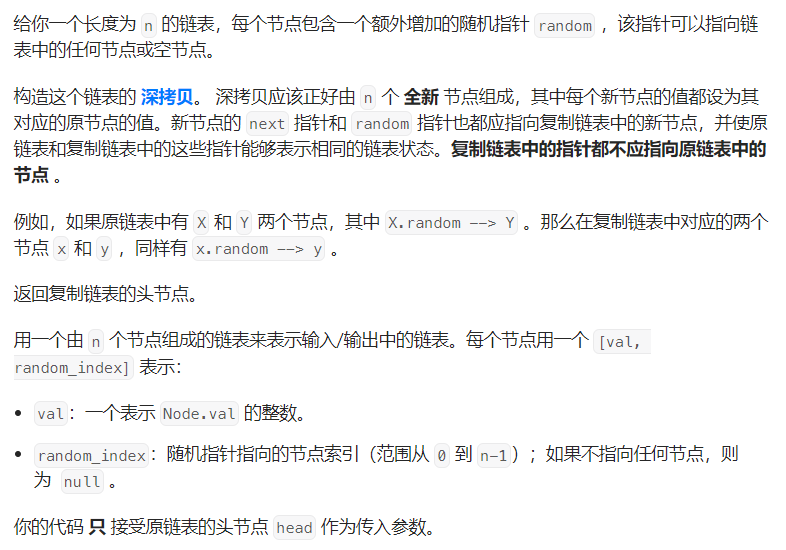 给你一个长度为 n 的链表，每个节点包含一个额外增加的随机指针 random ，该指针可以指向链
表中的任何节点或空节点。
构造这个链表的 深拷贝。 深拷贝应该正好由 n 个 全新 节点组成，其中每个新节点的值都设为其
对应的原节点的值。新节点的 next 指针和 random 指针也都应指向复制链表中的新节点，并使原
链表和复制链表中的这些指针能够表示相同的链表状态。复制链表中的指针都不应指向原链表中的
节点 。
例如，如果原链表中有 X 和 Y 两个节点，其中 X.random --> Y 。那么在复制链表中对应的两个
节点 x 和 y ，同样有 x.random --> y 。
返回复制链表的头节点。
用一个由 n 个节点组成的链表来表示输入/输出中的链表。每个节点用一个 [val,
random_index] 表示：
• val：一个表示 Node.val 的整数。
• random_index：随机指针指向的节点索引（范围从 0 到 n-1）；如果不指向任何节点，则
为 null 。
你的代码 只 接受原链表的头节点 head 作为传入参数。